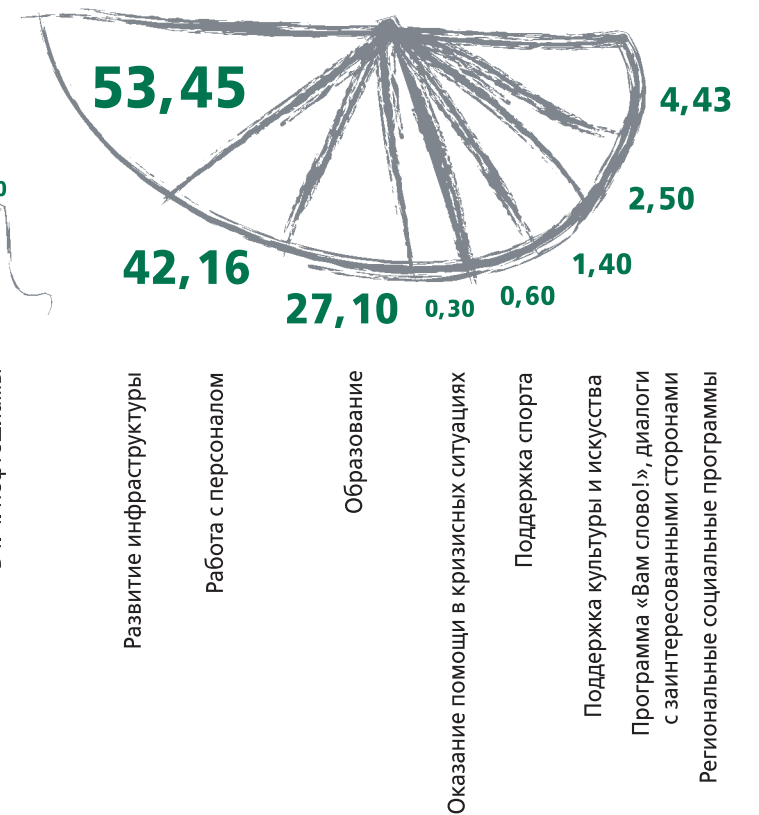 53,45
4,43
2,50
1,40
42,16
0,60
27,10
0,30
Развитие инфраструктуры
Работа с персоналом
Образование
Оказание помощи в кризисных ситуациях
Поддержка спорта
Поддержка культуры и искусства
Программа «Вам слово!», диалоги
с заинтересованными сторонами
Региональные социальные программы